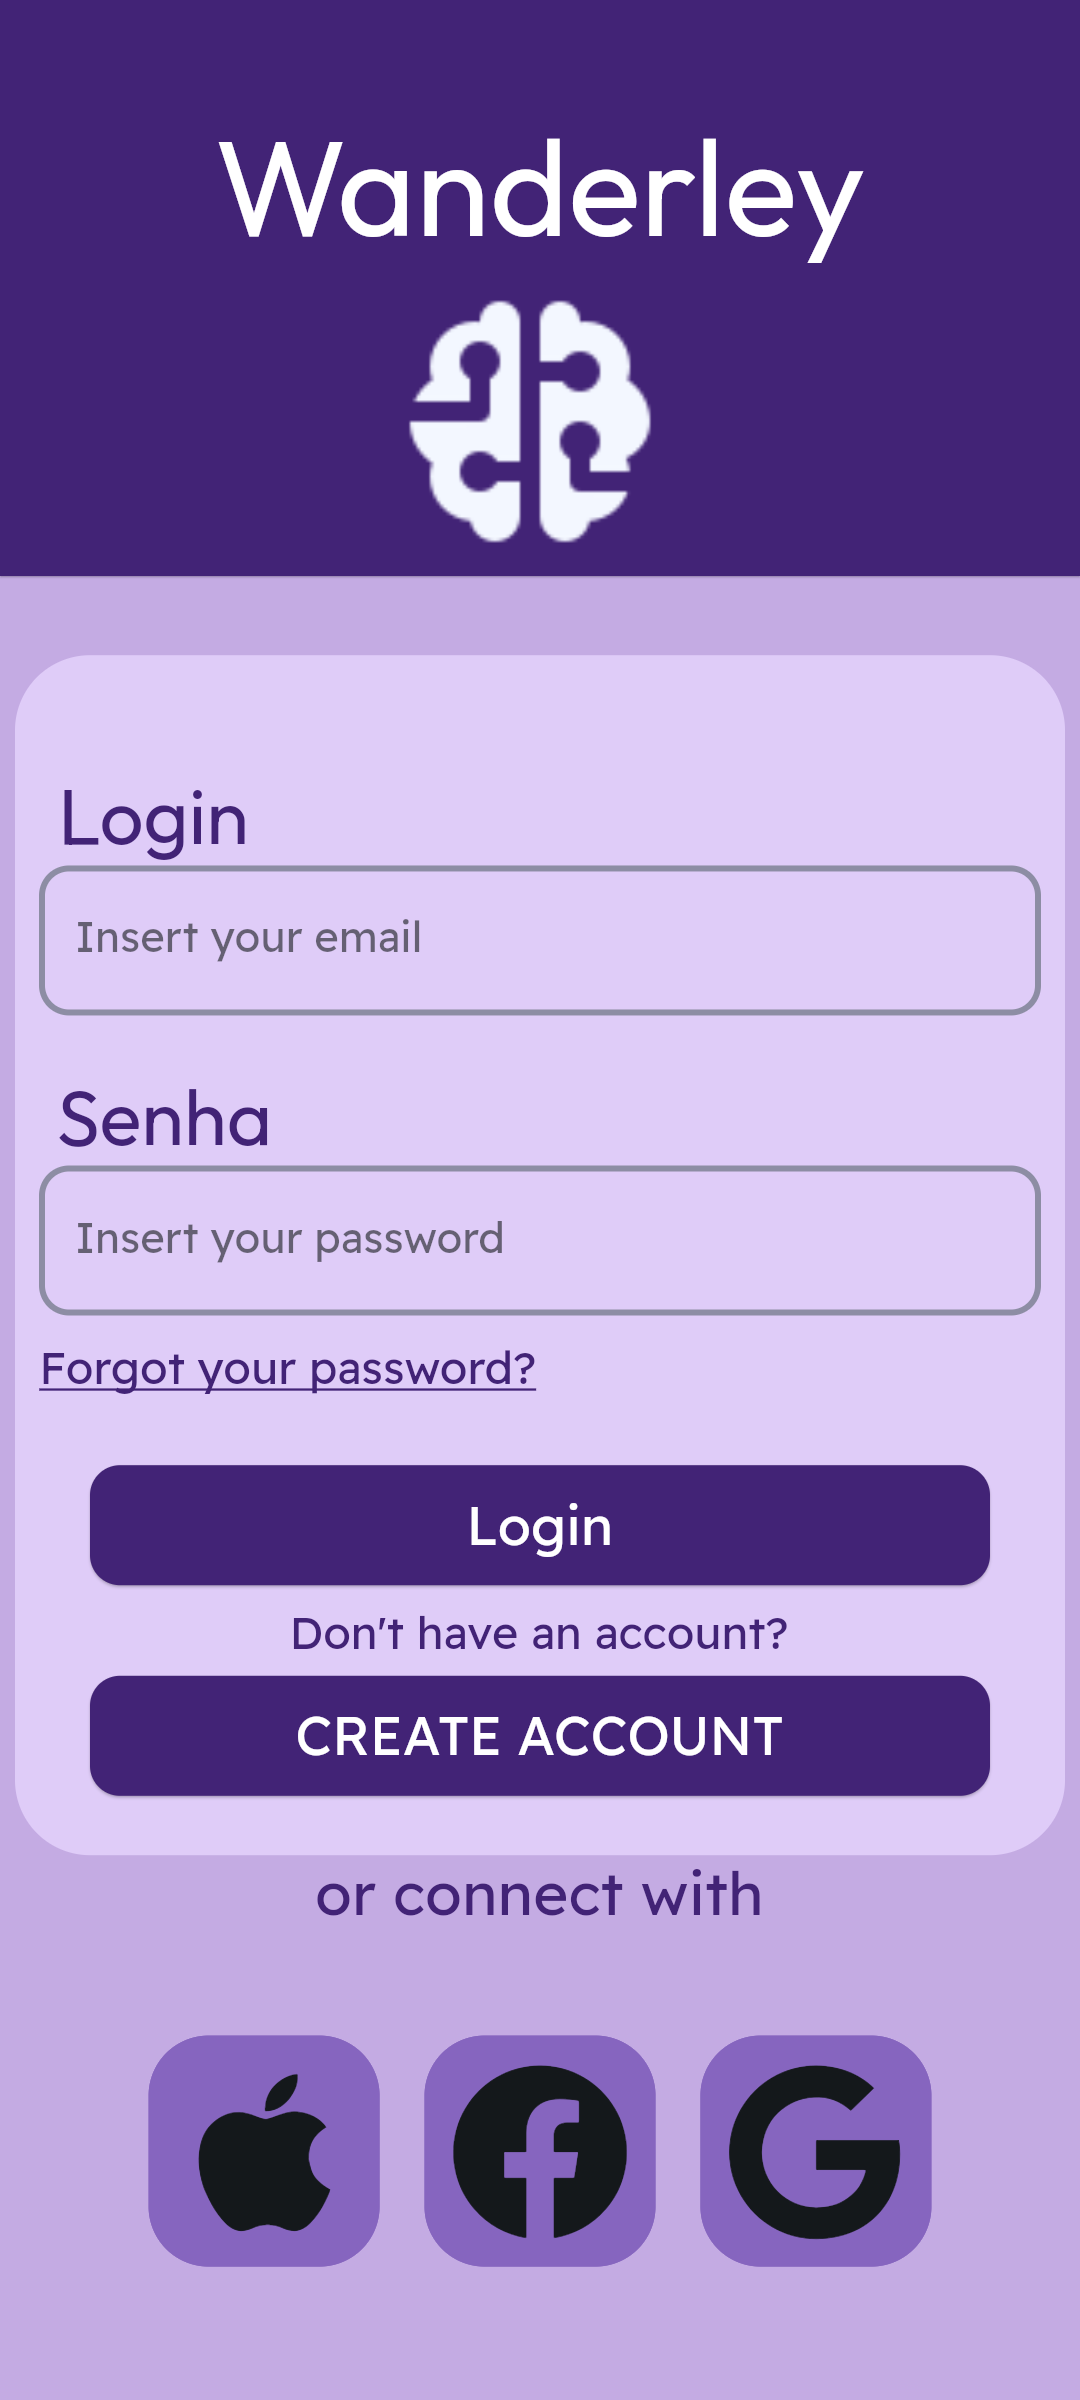 Wanderley
Login
Insert your email
Senha
Insert your password
Forgot your password?
Login
Don't have an account?
CREATE ACCOUNT
or connect with